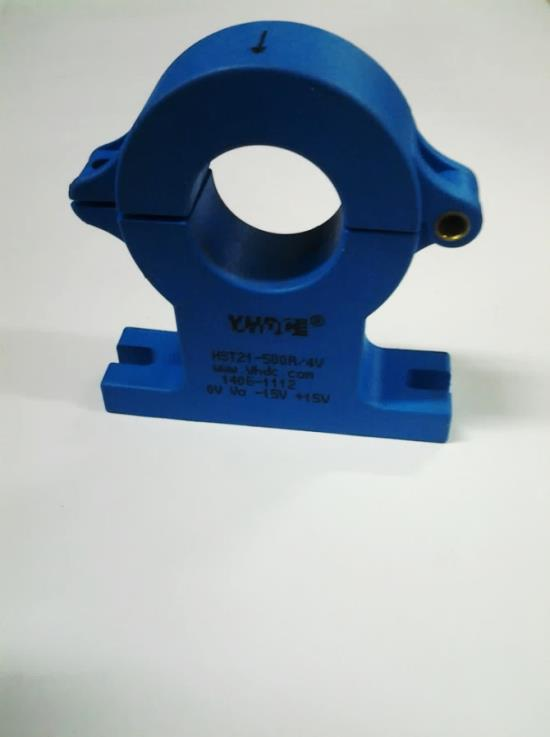 YHDC®
HST21-500A/4V
www.yhdc.com
1406-1112
0V Vo -15V +15V